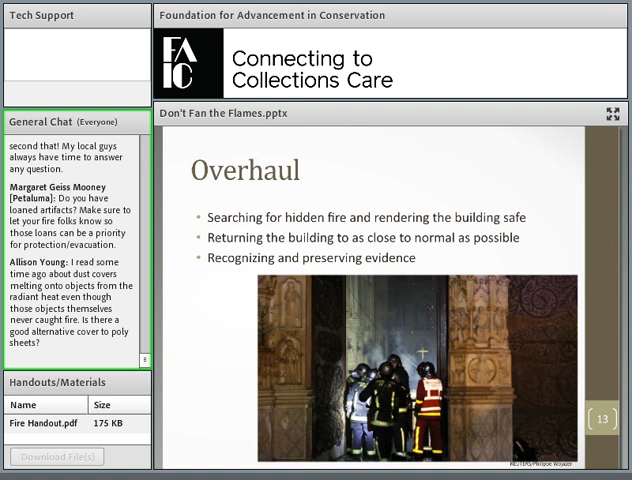 Tech Support
Foundation for Advancement in Conservation
FA
IC
Connecting to
Collections Care
General Chat (Everyone)
second that! My local guys
always have time to answer
any question.
Margaret Geiss Mooney
[Petaluma]: Do you have
loaned artifacts? Make sure to
let your fire folks know so
those loans can be a priority
for protection/evacuation.
Allison Young: I read some
time ago about dust covers
melting onto objects from the
radiant heat even though
those objects themselves
never caught fire. Is there a
good alternative cover to poly
sheets?
Handouts/Materials
Name Size
Fire Handout.pdf 175 KB
Download File(s)
Don't Fan the Flames.pptx
Overhaul
• Searching for hidden fire and rendering the building safe
• Returning the building to as close to normal as possible
• Recognizing and preserving evidence
13
REUTERS/Philippe Wojazer